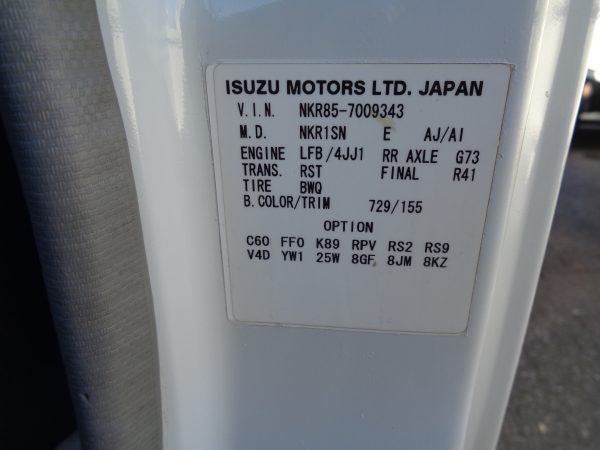 ISUZU MOTORS LTD. JAPAN
V.I.N. NKR85-7009343
M.D. NKR1SN E AJ/AI
ENGINE LFB/4JJ1 RR AXLE G73
TRANS. RST FINAL R41
TIRE BWQ
B.COLOR/TRIM 729/155
OPTION
C60 FF0 K89 RPV RS2 RS9
V4D YW1 25W 8GF 8JM 8KZ